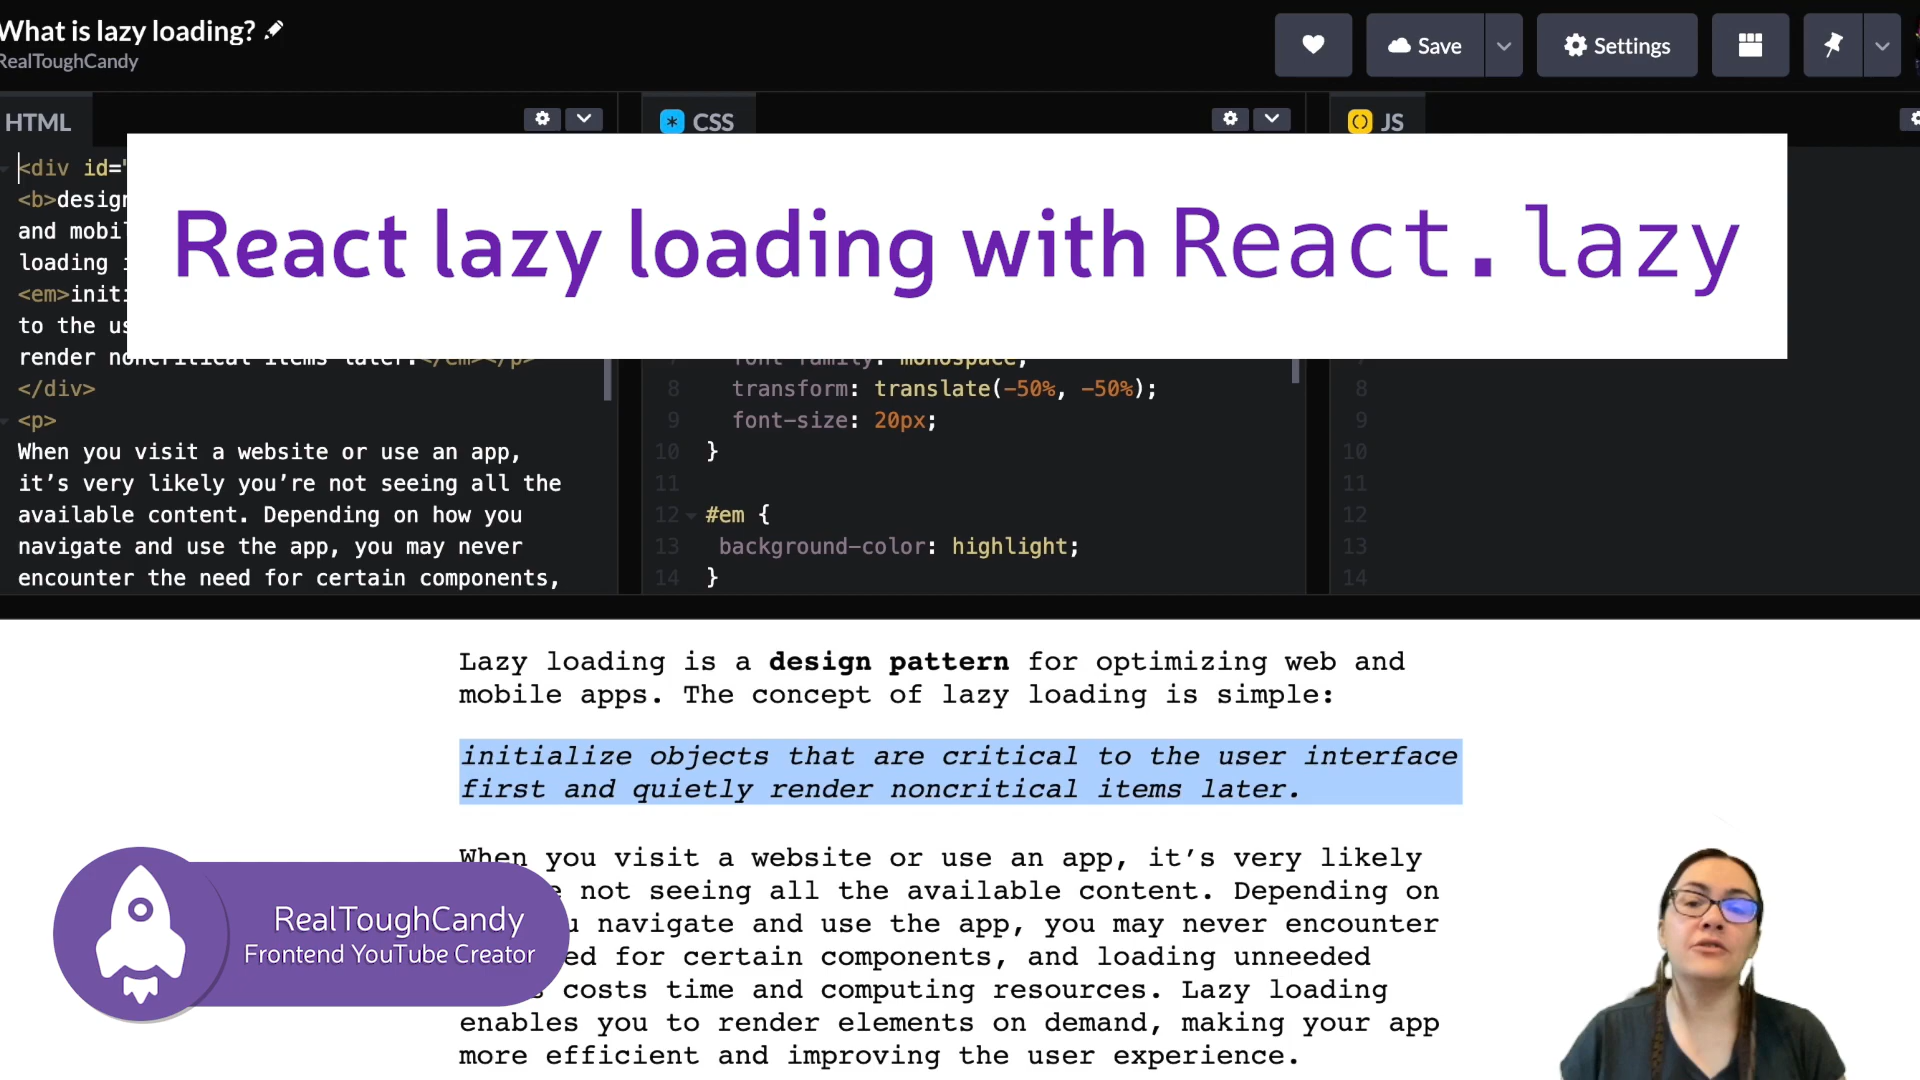 What is lazy loading?
RealToughCandy
Save
Settings
HTML
CSS
JS
React lazy loading with React.lazy
<div id="
<b>design
and mobil
loading i
<em>initi
to the us
render noncritical items later.</em></p>
</div>
<p>
When you visit a website or use an app,
it’s very likely you’re not seeing all the
available content. Depending on how you
navigate and use the app, you may never
encounter the need for certain components,
font-family: monospace;
8 transform: translate(-50%, -50%);
9 font-size: 20px;
10 }
11
12 #em {
13 background-color: highlight;
14 }
8
9
10
11
12
13
14
Lazy loading is a design pattern for optimizing web and
mobile apps. The concept of lazy loading is simple:
initialize objects that are critical to the user interface
first and quietly render noncritical items later.
When you visit a website or use an app, it’s very likely
not seeing all the available content. Depending on
navigate and use the app, you may never encounter
ed for certain components, and loading unneeded
costs time and computing resources. Lazy loading
enables you to render elements on demand, making your app
more efficient and improving the user experience.
RealToughCandy
Frontend YouTube Creator